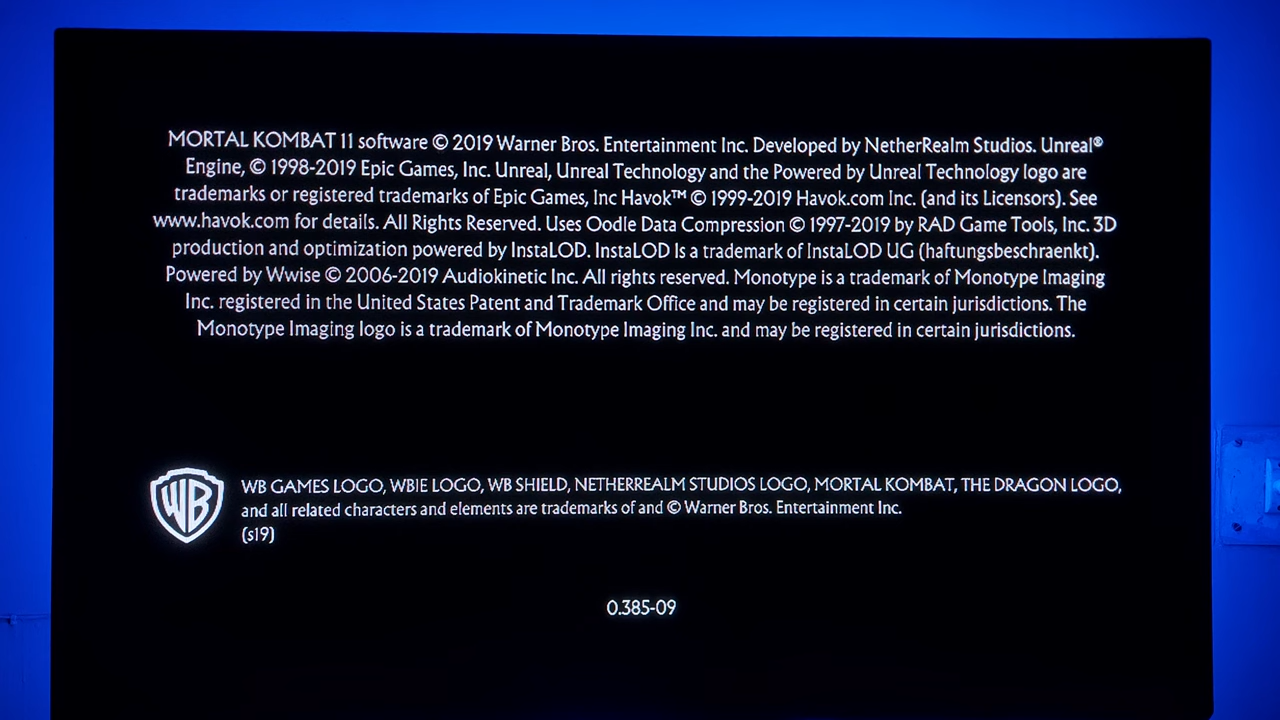 MORTAL KOMBAT 11 software © 2019 Warner Bros. Entertainment Inc. Developed by NetherRealm Studios. Unreal®
Engine, © 1998-2019 Epic Games, Inc. Unreal, Unreal Technology and the Powered by Unreal Technology logo are
trademarks or registered trademarks of Epic Games, Inc Havok™ © 1999-2019 Havok.com Inc. (and its Licensors). See
www.havok.com for details. All Rights Reserved. Uses Oodle Data Compression © 1997-2019 by RAD Game Tools, Inc. 3D
production and optimization powered by InstaLOD. InstaLOD Is a trademark of InstaLOD UG (haftungsbeschraenkt).
Powered by Wwise © 2006-2019 Audiokinetic Inc. All rights reserved. Monotype is a trademark of Monotype Imaging
Inc. registered in the United States Patent and Trademark Office and may be registered in certain jurisdictions. The
Monotype Imaging logo is a trademark of Monotype Imaging Inc. and may be registered in certain jurisdictions.
WB
WB GAMES LOGO, WBIE LOGO, WB SHIELD, NETHERREALM STUDIOS LOGO, MORTAL KOMBAT, THE DRAGON LOGO,
and all related characters and elements are trademarks of and © Warner Bros. Entertainment Inc.
(s19)
0.385-09